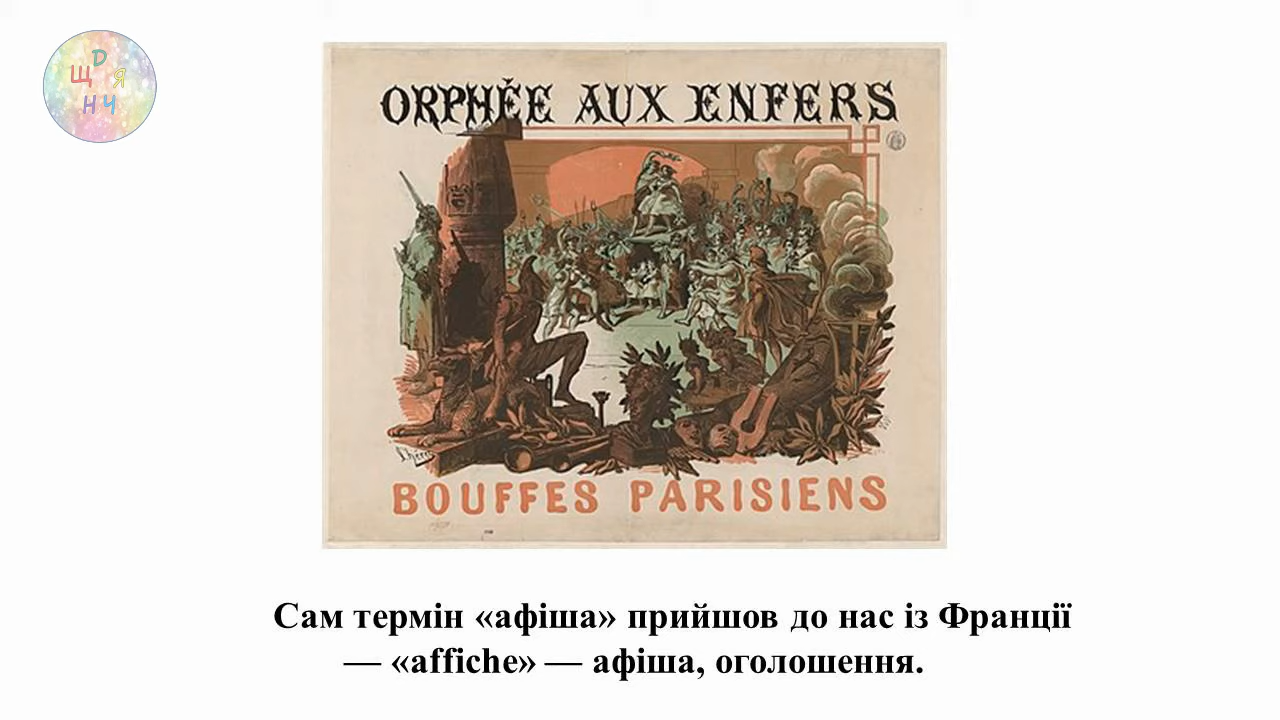 Д
Щ Я
Н Ч
ORPHÉE AUX ENFERS
BOUFFES PARISIENS
Сам термін «афіша» прийшов до нас із Франції
— «affiche» — афіша, оголошення.